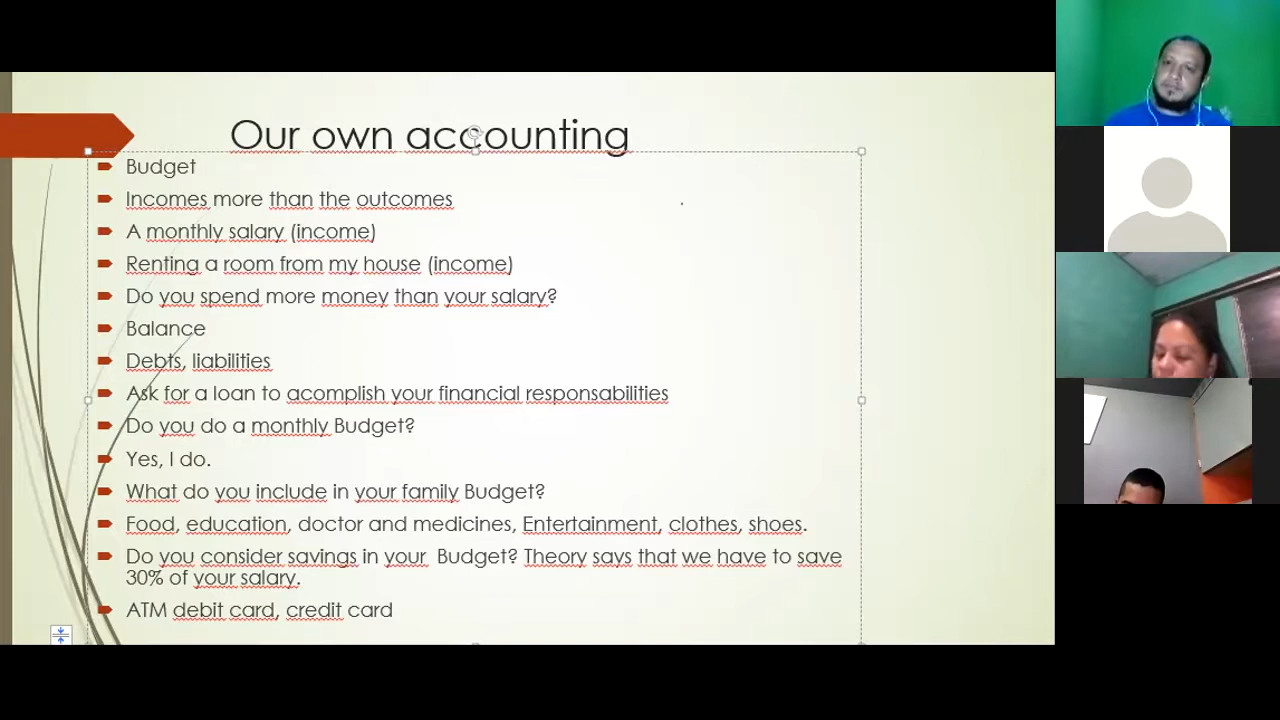 Our own accounting
Budget
Incomes more than the outcomes
A monthly salary (income)
Renting a room from my house (income)
Do you spend more money than your salary?
Balance
Debts, liabilities
Ask for a loan to acomplish your financial responsabilities
Do you do a monthly Budget?
Yes, I do.
What do you include in your family Budget?
Food, education, doctor and medicines, Entertainment, clothes, shoes.
Do you consider savings in your  Budget? Theory says that we have to save
30% of your salary.
ATM debit card, credit card